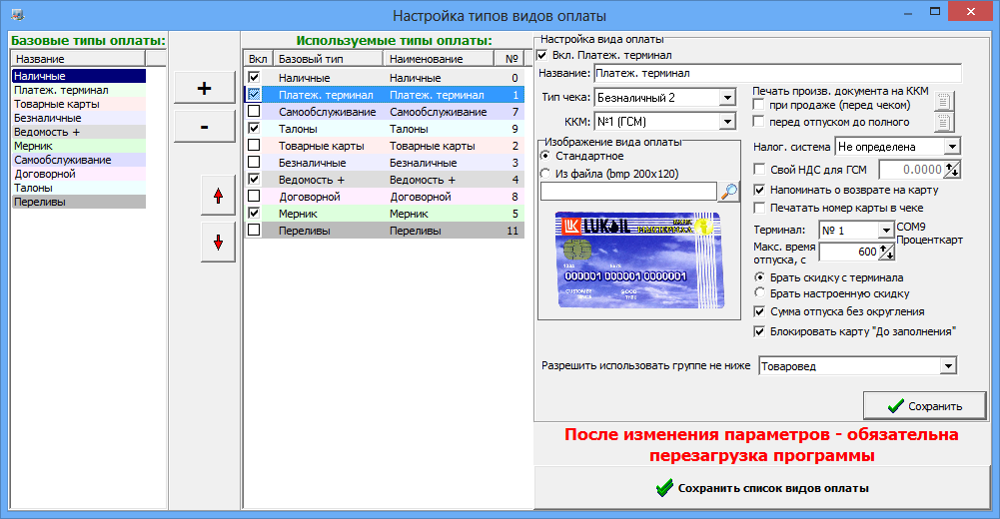 Настройка типов видов оплаты
Базовые типы оплаты:
Название
Наличные
Платеж. терминал
Товарные карты
Безналичные
Ведомость +
Мерник
Самообслуживание
Договорной
Талоны
Переливы
+
-
Используемые типы оплаты:
Вкл Базовый тип Наименование №
Наличные Наличные 0
Платеж. терминал Платеж. терминал 1
Самообслуживание Самообслуживание 7
Талоны Талоны 9
Товарные карты Товарные карты 2
Безналичные Безналичные 3
Ведомость + Ведомость + 4
Договорной Договорной 8
Мерник Мерник 5
Переливы Переливы 11
Настройка вида оплаты
Вкл. Платеж. терминал
Название: Платеж. терминал
Тип чека: Безналичный 2
ККМ: №1 (ГСМ)
Изображение вида оплаты
Стандартное
Из файла (bmp 200x120)
LUKOIL
000001 000001 0000001
CUSTOMER GOOD
Печать произв. документа на ККМ
при продаже (перед чеком)
перед отпуском до полного
Налог. система Не определена
Свой НДС для ГСМ 0.0000
Напоминать о возврате на карту
Печатать номер карты в чеке
Терминал: № 1 COM9
Проценткарт
Макс. время
отпуска, с 600
Брать скидку с терминала
Брать настроенную скидку
Сумма отпуска без округления
Блокировать карту "До заполнения"
Разрешить использовать группе не ниже Товаровед
Сохранить
После изменения параметров - обязательна
перезагрузка программы
Сохранить список видов оплаты